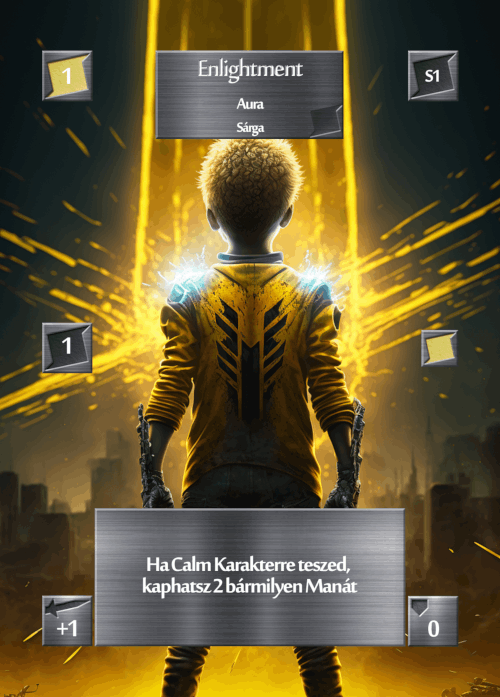 1
Enlightment
S1
Aura
Sárga
1
Ha Calm Karakterre teszed,
kaphatsz 2 bármilyen Manát
+1
0